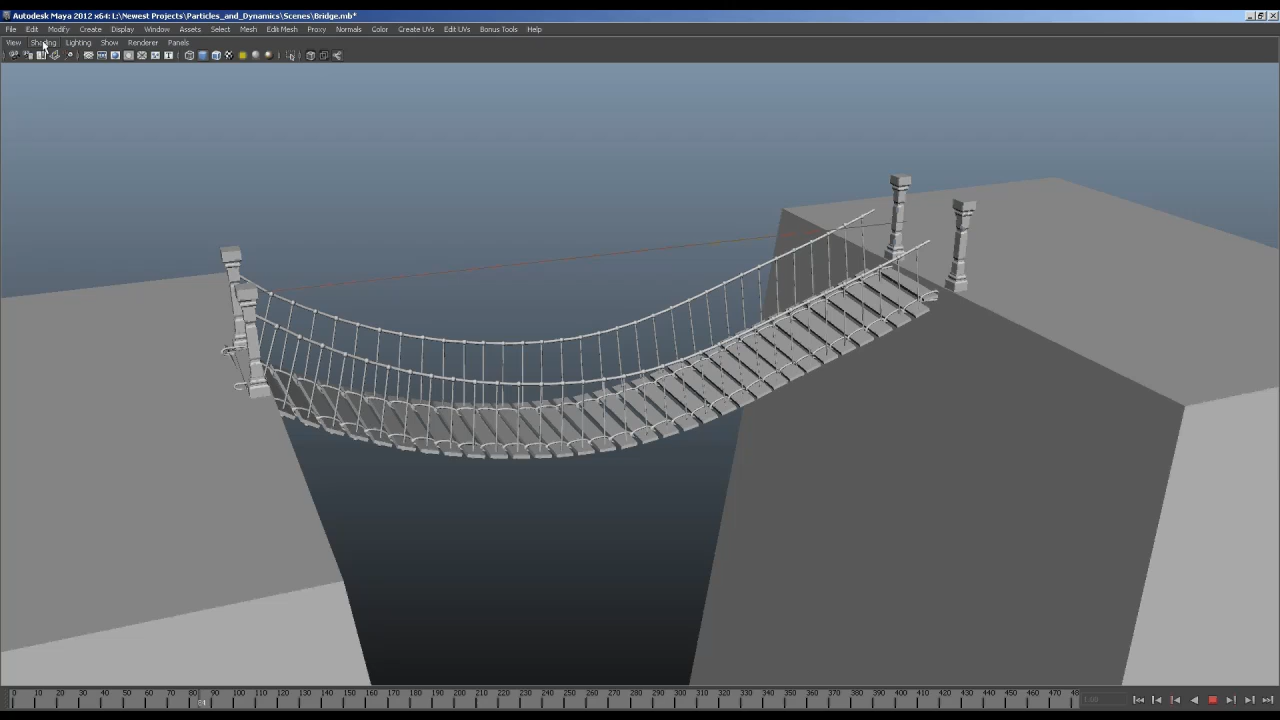 Autodesk Maya 2012 x64: L:\Newest Projects\Particles_and_Dynamics\Scenes\Bridge.mb*
File Edit Modify Create Display Window Assets Select Mesh Edit Mesh Proxy Normals Color Create UVs Edit UVs Bonus Tools Help
View Shading Lighting Show Renderer Panels
0 10 20 30 40 50 60 70 80 90 100 110 120 130 140 150 160 170 180 190 200 210 220 230 240 250 260 270 280 290 300 310 320 330 340 350 360 370 380 390 400 410 420 430 440 450 460 470 48
1.00